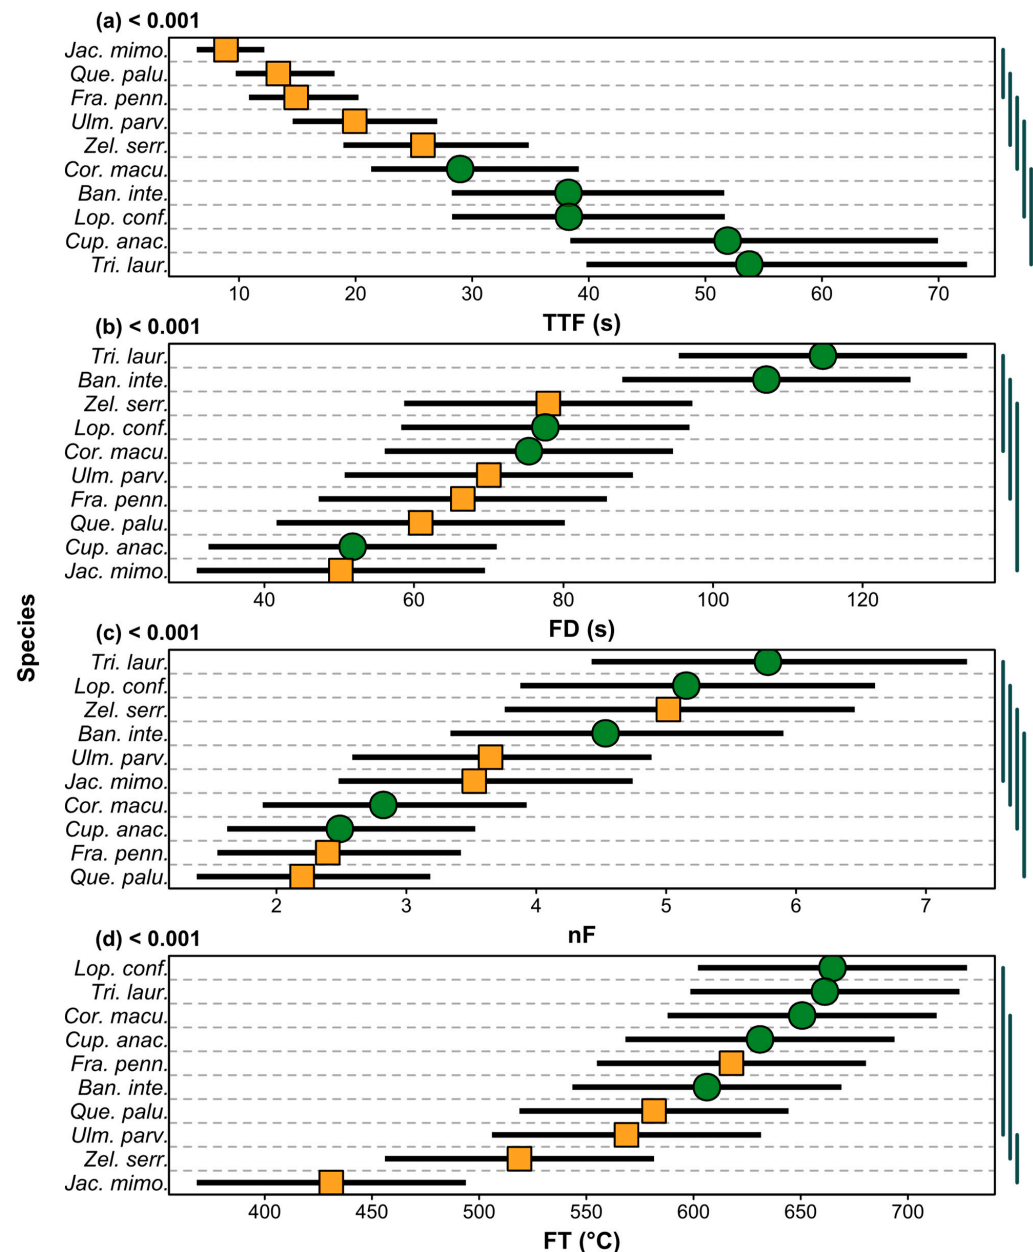 (a) < 0.001
Jac. mimo.
Que. palu.
Fra. penn.
Ulm. parv.
Zel. serr.
Cor. macu.
Ban. inte.
Lop. conf.
Cup. anac.
Tri. laur.
10 20 30 40 50 60 70
TTF (s)
(b) < 0.001
Tri. laur.
Ban. inte.
Zel. serr.
Lop. conf.
Cor. macu.
Ulm. parv.
Fra. penn.
Que. palu.
Cup. anac.
Jac. mimo.
40 60 80 100 120
FD (s)
Species
(c) < 0.001
Tri. laur.
Lop. conf.
Zel. serr.
Ban. inte.
Ulm. parv.
Jac. mimo.
Cor. macu.
Cup. anac.
Fra. penn.
Que. palu.
2 3 4 5 6 7
nF
(d) < 0.001
Lop. conf.
Tri. laur.
Cor. macu.
Cup. anac.
Fra. penn.
Ban. inte.
Que. palu.
Ulm. parv.
Zel. serr.
Jac. mimo.
400 450 500 550 600 650 700
FT (°C)